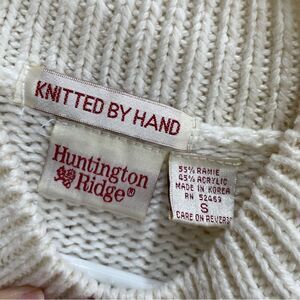 KNITTED BY HAND
Huntington
Ridge®
55% RAMIE
45% ACRYLIC
MADE IN KOREA
RN 52469
S
CARE ON REVERSE